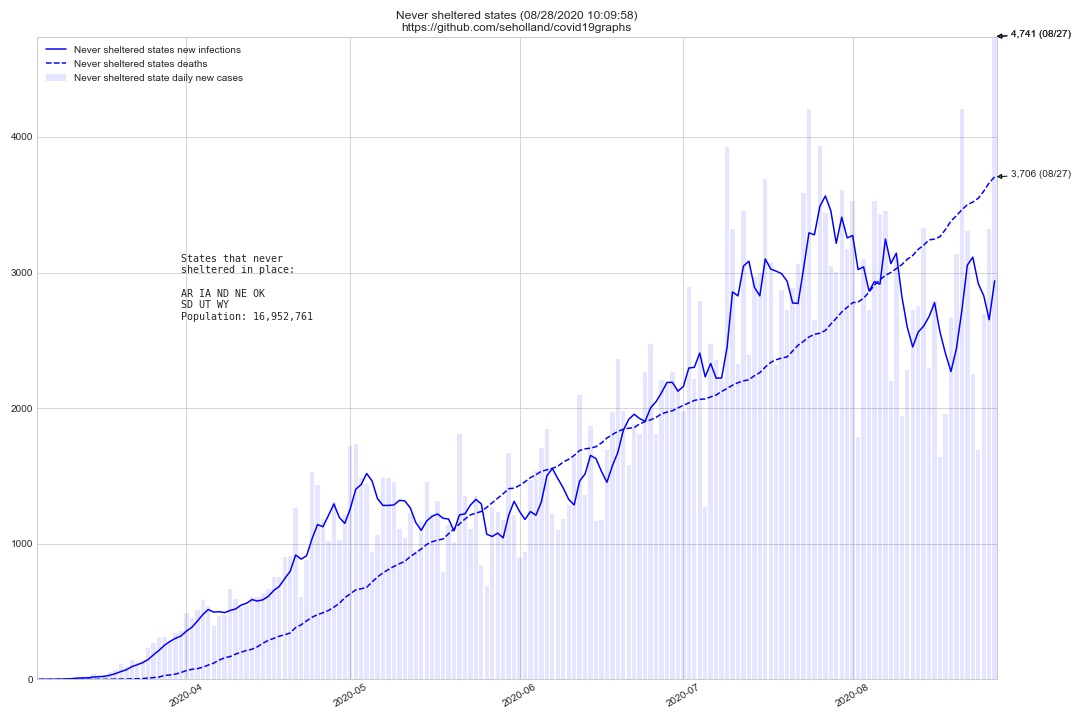 Never sheltered states (08/28/2020 10:09:58)
https://github.com/seholland/covid19graphs
4,741 (08/27)
Never sheltered states new infections
Never sheltered states deaths
Never sheltered state daily new cases
4000
3,706 (08/27)
States that never
sheltered in place:
3000
AR IA ND NE OK
SD UT WY
Population: 16,952,761
2000
1000
0
2020-04
2020-05
2020-06
2020-07
2020-08